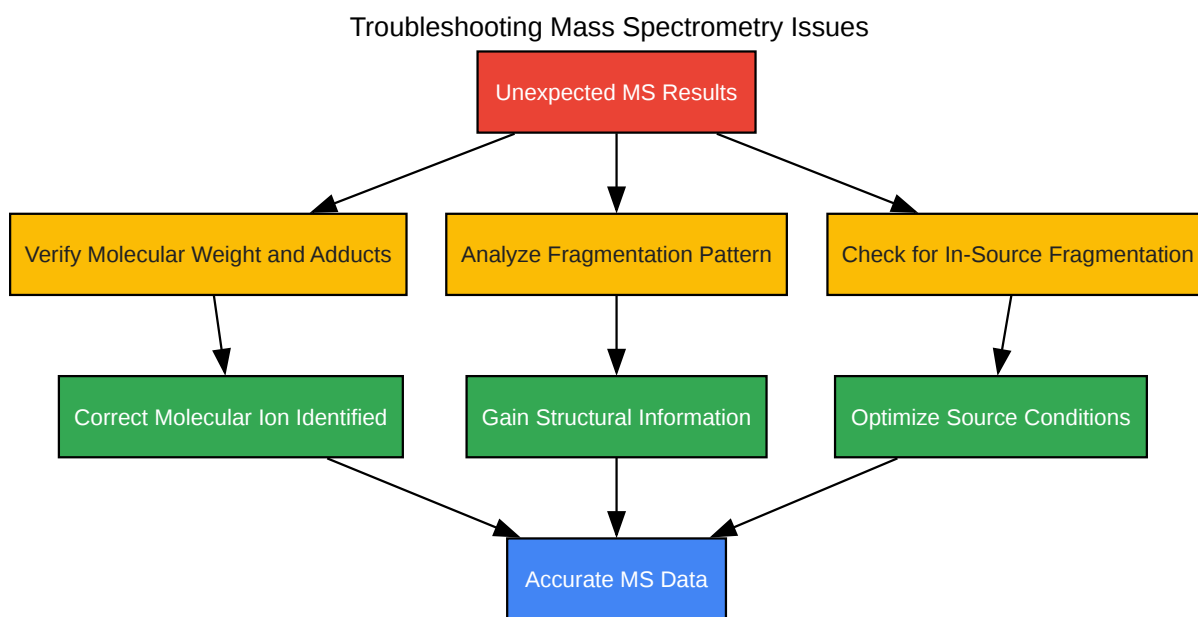 Troubleshooting Mass Spectrometry Issues
Unexpected MS Results
Verify Molecular Weight and Adducts
Analyze Fragmentation Pattern
Check for In-Source Fragmentation
Correct Molecular Ion Identified
Gain Structural Information
Optimize Source Conditions
Accurate MS Data